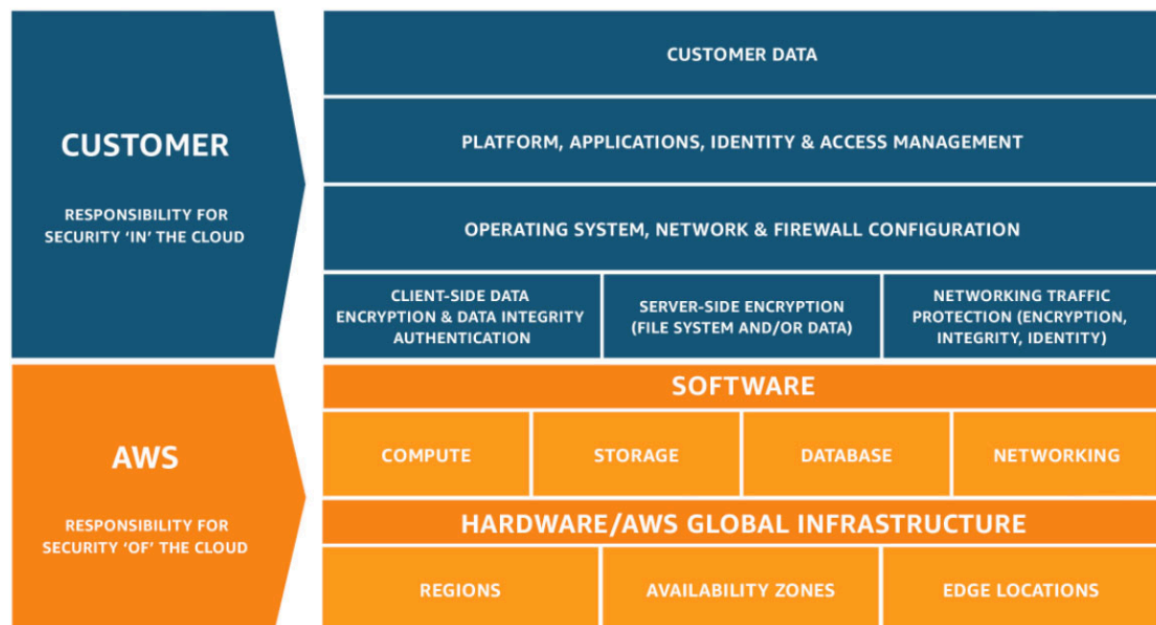 CUSTOMER
RESPONSIBILITY FOR
SECURITY ‘IN’ THE CLOUD
CUSTOMER DATA
PLATFORM, APPLICATIONS, IDENTITY & ACCESS MANAGEMENT
OPERATING SYSTEM, NETWORK & FIREWALL CONFIGURATION
CLIENT-SIDE DATA
ENCRYPTION & DATA INTEGRITY
AUTHENTICATION
SERVER-SIDE ENCRYPTION
(FILE SYSTEM AND/OR DATA)
NETWORKING TRAFFIC
PROTECTION (ENCRYPTION,
INTEGRITY, IDENTITY)
AWS
RESPONSIBILITY FOR
SECURITY ‘OF’ THE CLOUD
SOFTWARE
COMPUTE
STORAGE
DATABASE
NETWORKING
HARDWARE/AWS GLOBAL INFRASTRUCTURE
REGIONS
AVAILABILITY ZONES
EDGE LOCATIONS